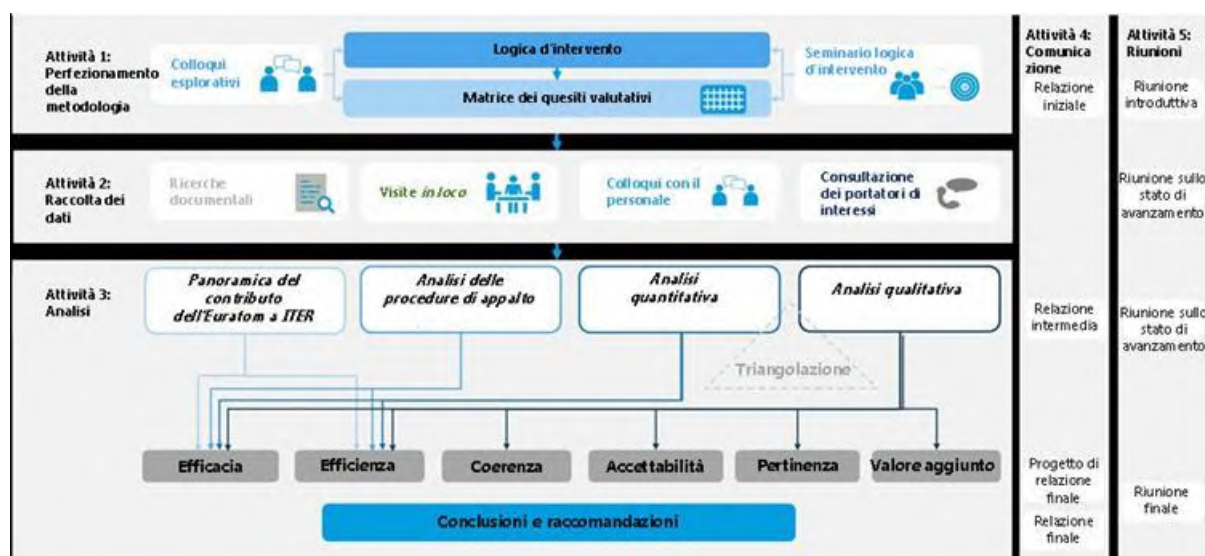 Attività 1:
Perfezionamento
della
metodologia
Colloqui
esplorativi
Logica d'intervento
Matrice dei quesiti valutativi
Seminario logica
d'intervento
Attività 2:
Raccolta dei
dati
Ricerche
documentali
Visite in loco
Colloqui con il
personale
Consultazione
dei portatori di
interessi
Attività 3:
Analisi
Panoramica del
contributo
dell'Euratom a ITER
Analisi delle
procedure di appalto
Analisi
quantitativa
Analisi qualitativa
Triangolazione
Efficacia
Efficienza
Coerenza
Accettabilità
Pertinenza
Valore aggiunto
Conclusioni e raccomandazioni
Attività 4:
Comunica
zione
Relazione
iniziale
Relazione
intermedia
Progetto di
relazione
finale
Relazione
finale
Attività 5:
Riunioni
Riunione
introduttiva
Riunione sullo
stato di
avanzamento
Riunione sullo
stato di
avanzamento
Riunione
finale